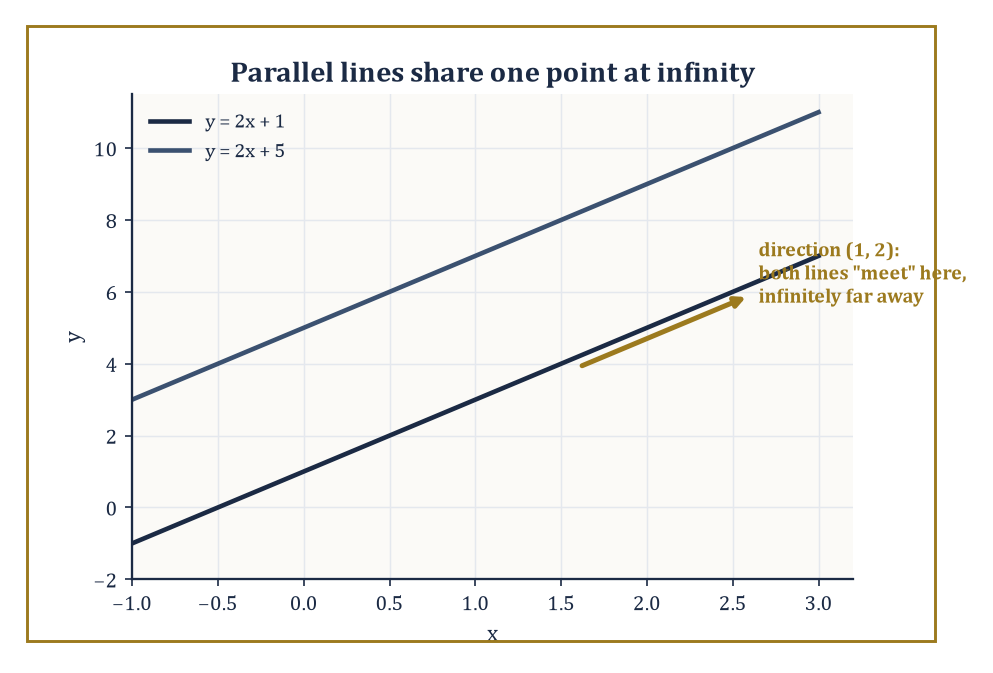 Parallel lines share one point at infinity
y = 2x + 1
y = 2x + 5
direction (1, 2):
both lines "meet" here,
infinitely far away
y
10
8
6
4
2
0
−2
−1.0 −0.5 0.0 0.5 1.0 1.5 2.0 2.5 3.0
x